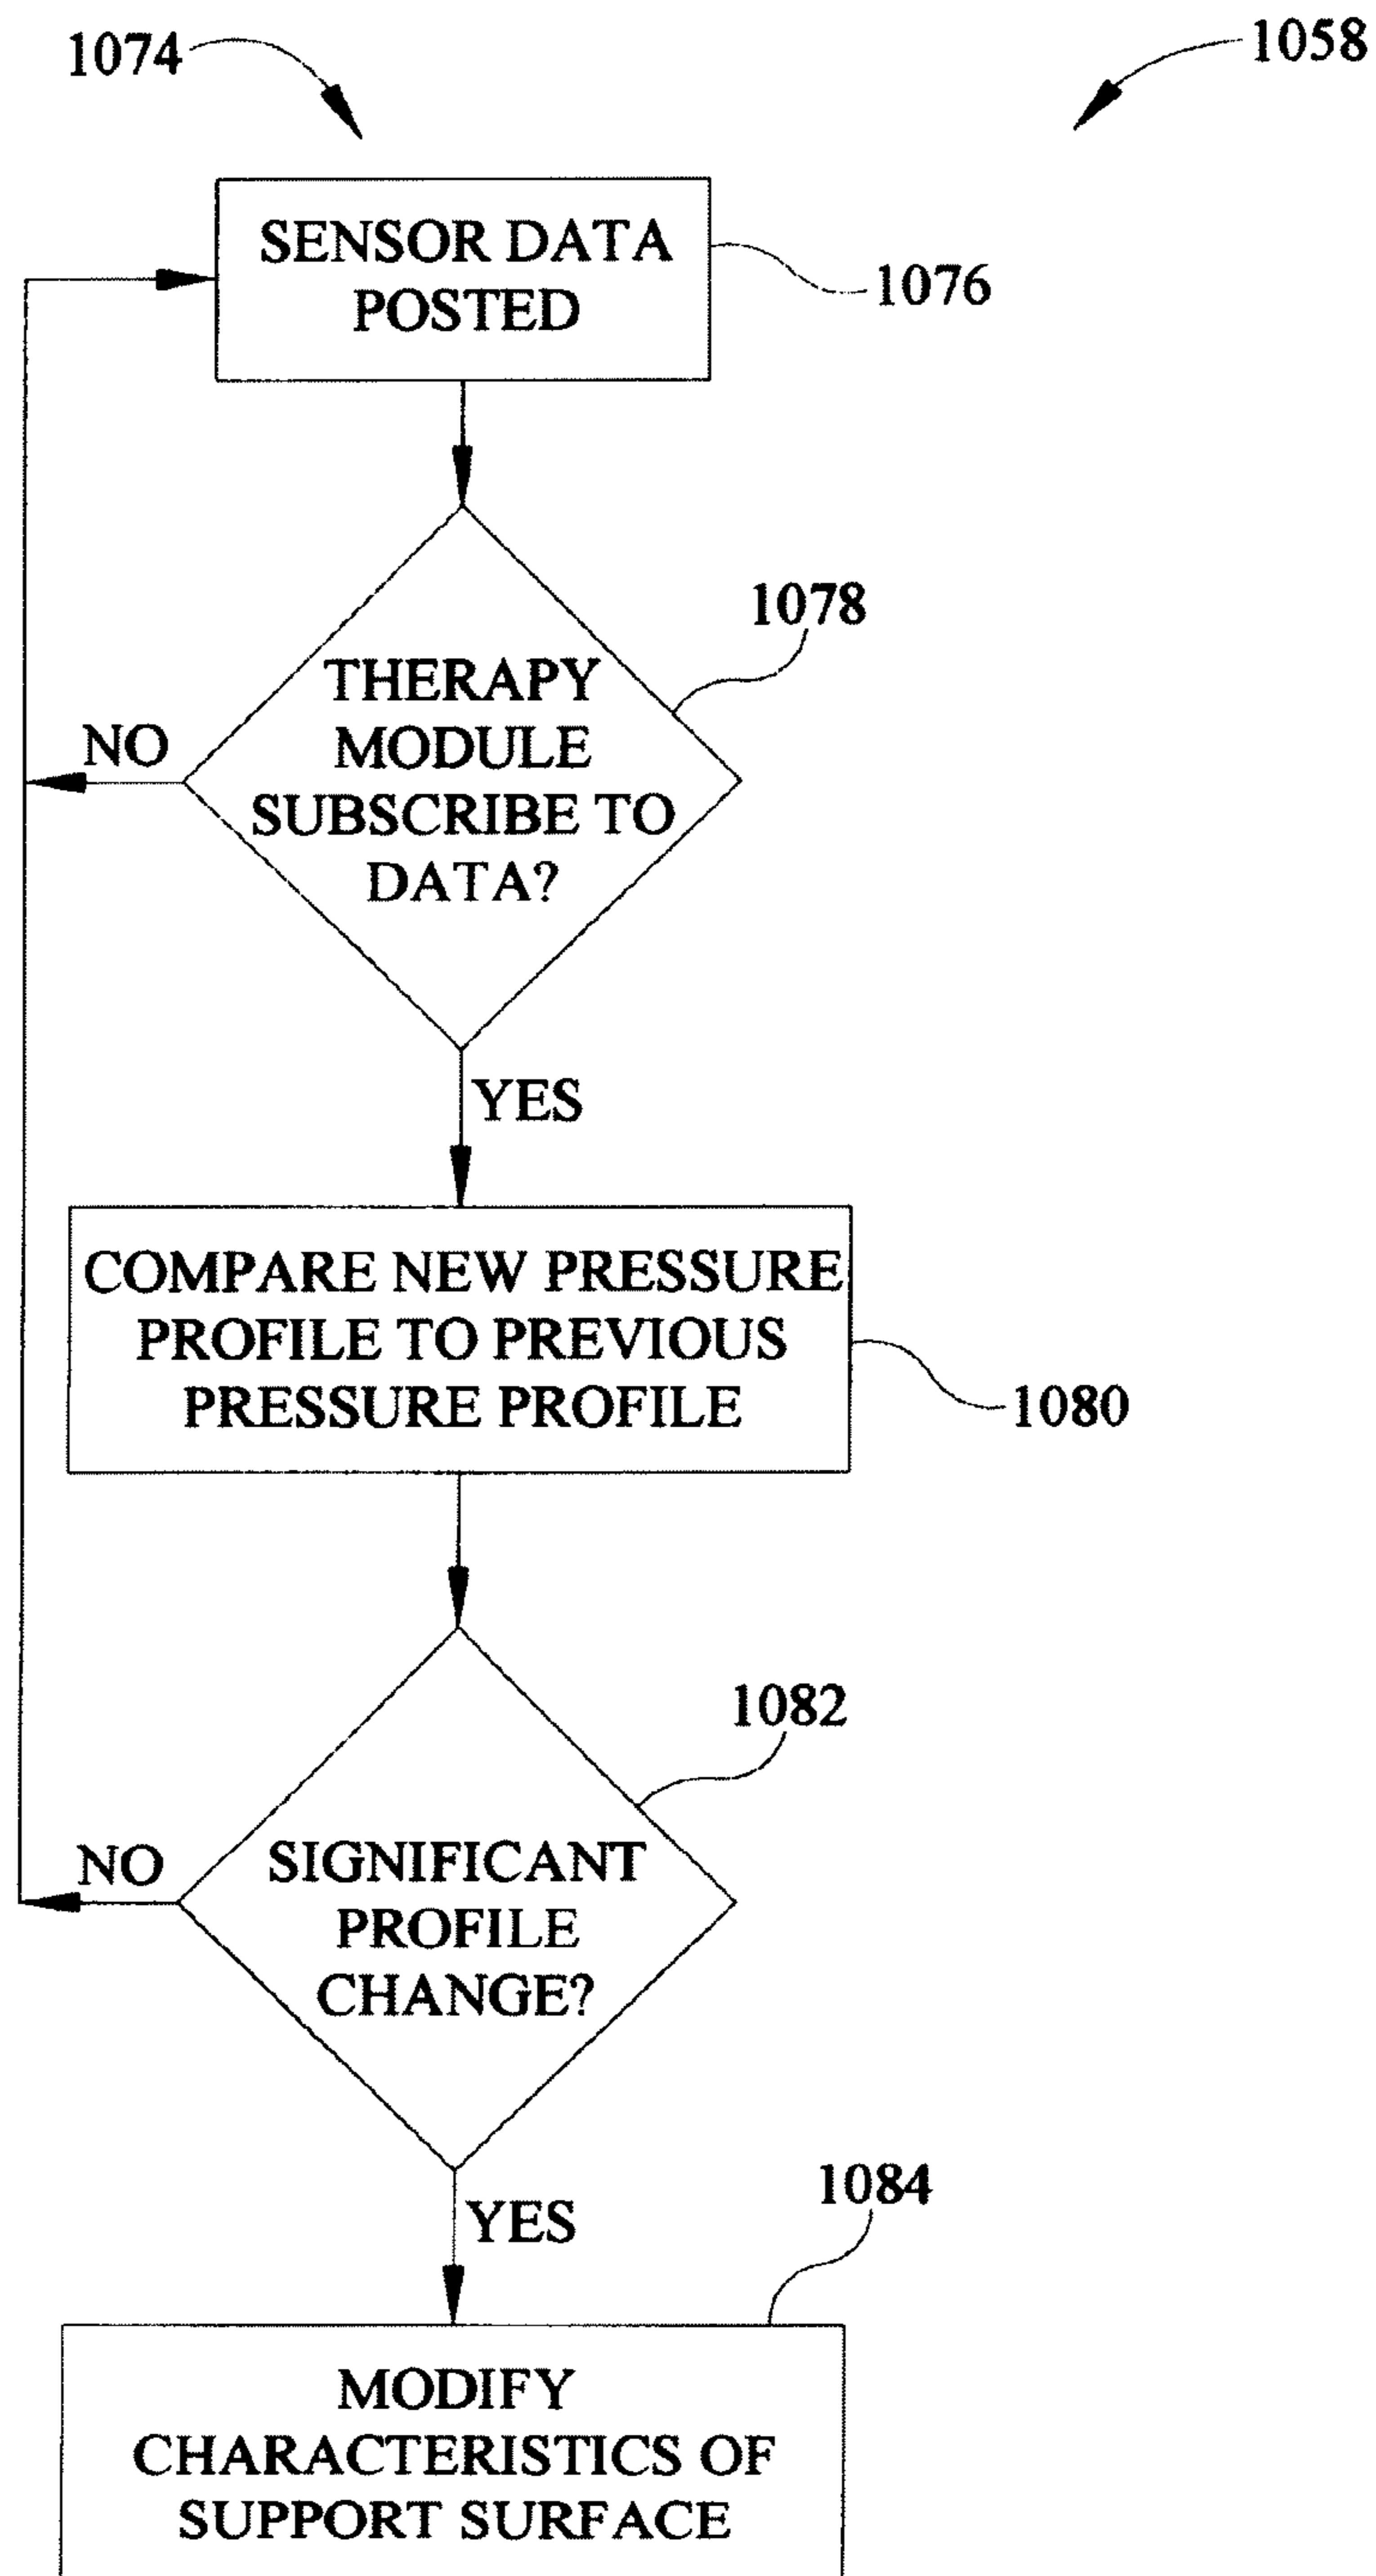 1074
1058
SENSOR DATA
POSTED
1076
1078
THERAPY
MODULE
SUBSCRIBE TO
DATA?
NO
YES
COMPARE NEW PRESSURE
PROFILE TO PREVIOUS
PRESSURE PROFILE
1080
1082
SIGNIFICANT
PROFILE
CHANGE?
NO
YES
1084
MODIFY
CHARACTERISTICS OF
SUPPORT SURFACE